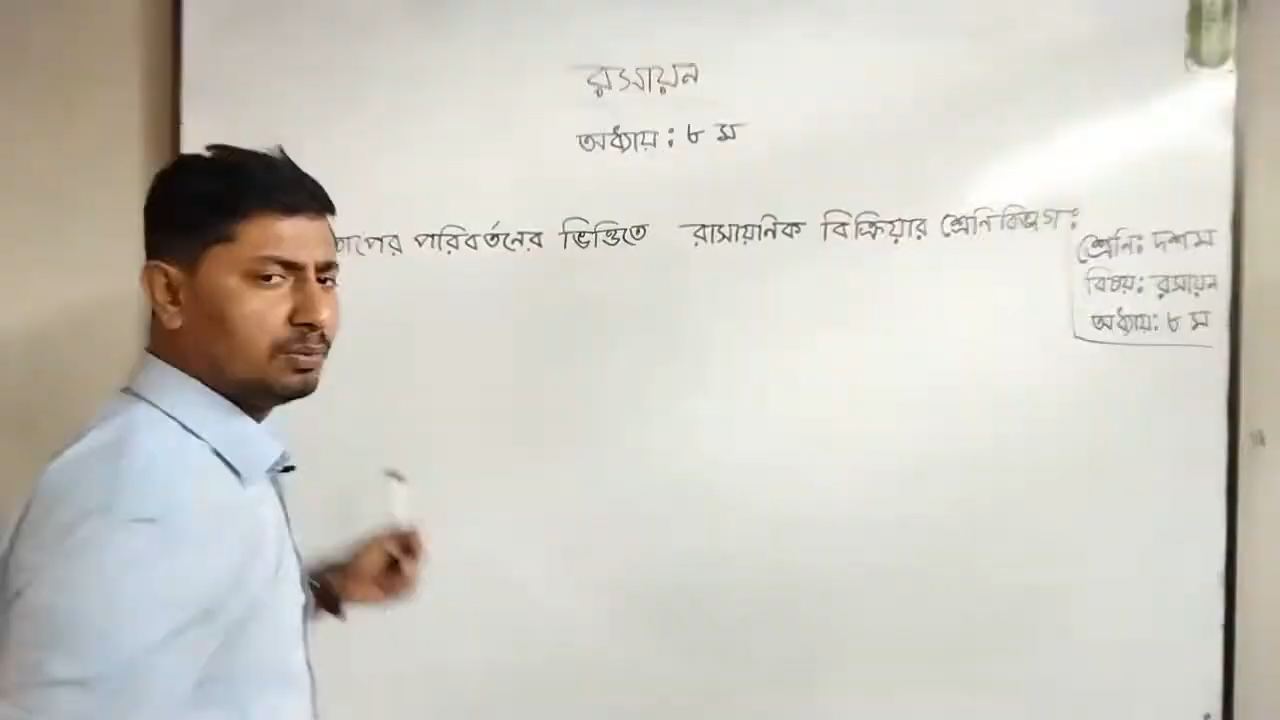 রসায়ন
অধ্যায় : ৮ ম
তাপের পরিবর্তনের ভিত্তিতে রাসায়নিক বিক্রিয়ার শ্রেনিবিভাগ :
শ্রেনি: দশম
বিষয়: রসায়ন
অধ্যায়: ৮ ম